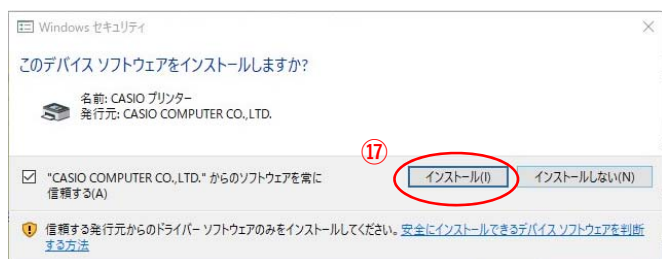 Windows セキュリティ
このデバイス ソフトウェアをインストールしますか?
名前: CASIO プリンター
発行元: CASIO COMPUTER CO.,LTD.
⑰
"CASIO COMPUTER CO.,LTD." からのソフトウェアを常に
信頼する(A)
インストール(I)
インストールしない(N)
信頼する発行元からのドライバー ソフトウェアのみをインストールしてください。安全にインストールできるデバイス ソフトウェアを判断
する方法